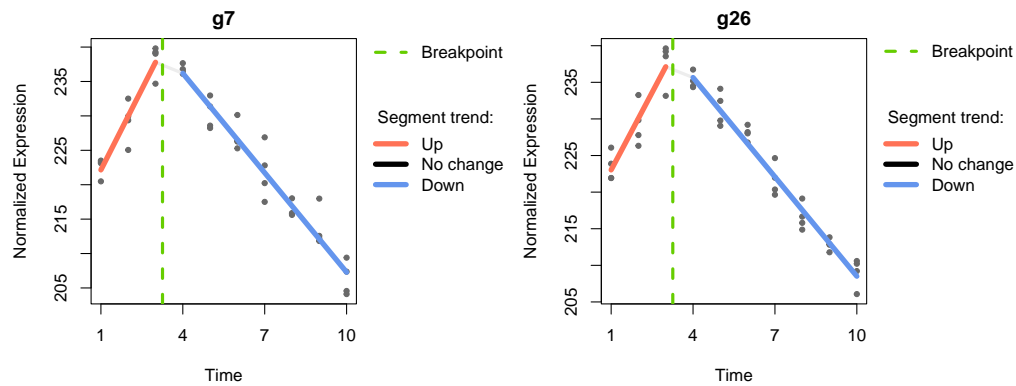 g7
Normalized Expression
235
225
215
205
1
4
7
10
Time
Breakpoint
Segment trend:
Up
No change
Down
g26
Normalized Expression
235
225
215
205
1
4
7
10
Time
Breakpoint
Segment trend:
Up
No change
Down